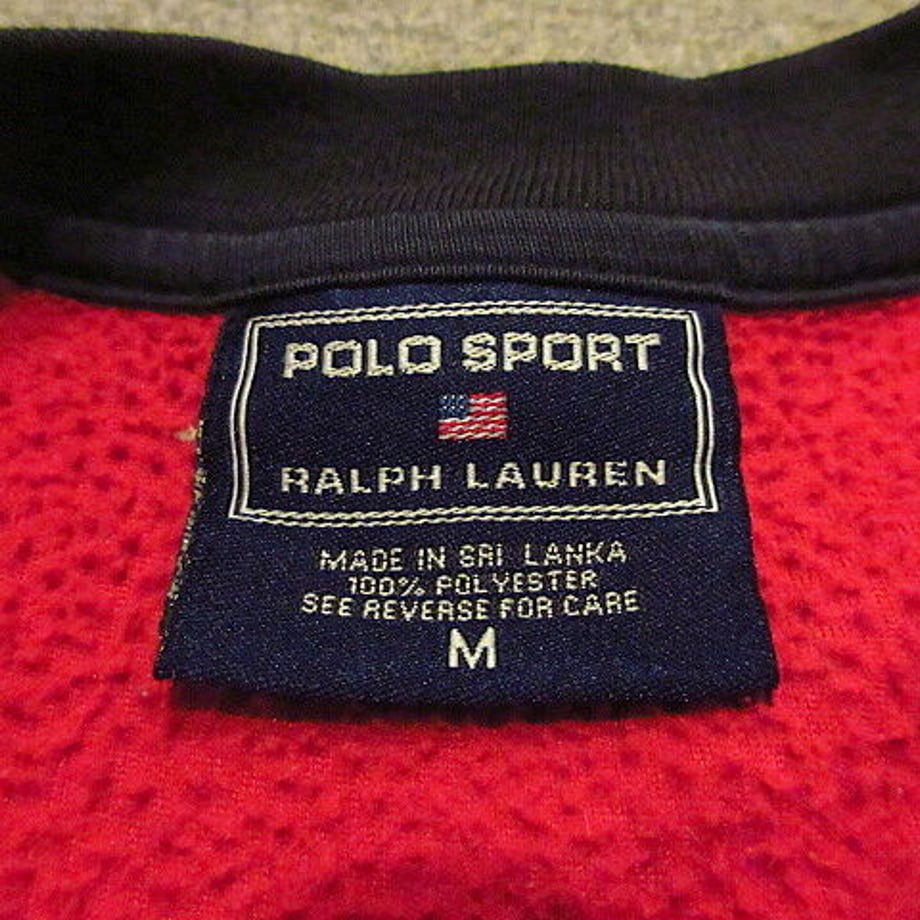 POLO SPORT
RALPH LAUREN
MADE IN SRI LANKA
100% POLYESTER
SEE REVERSE FOR CARE
M